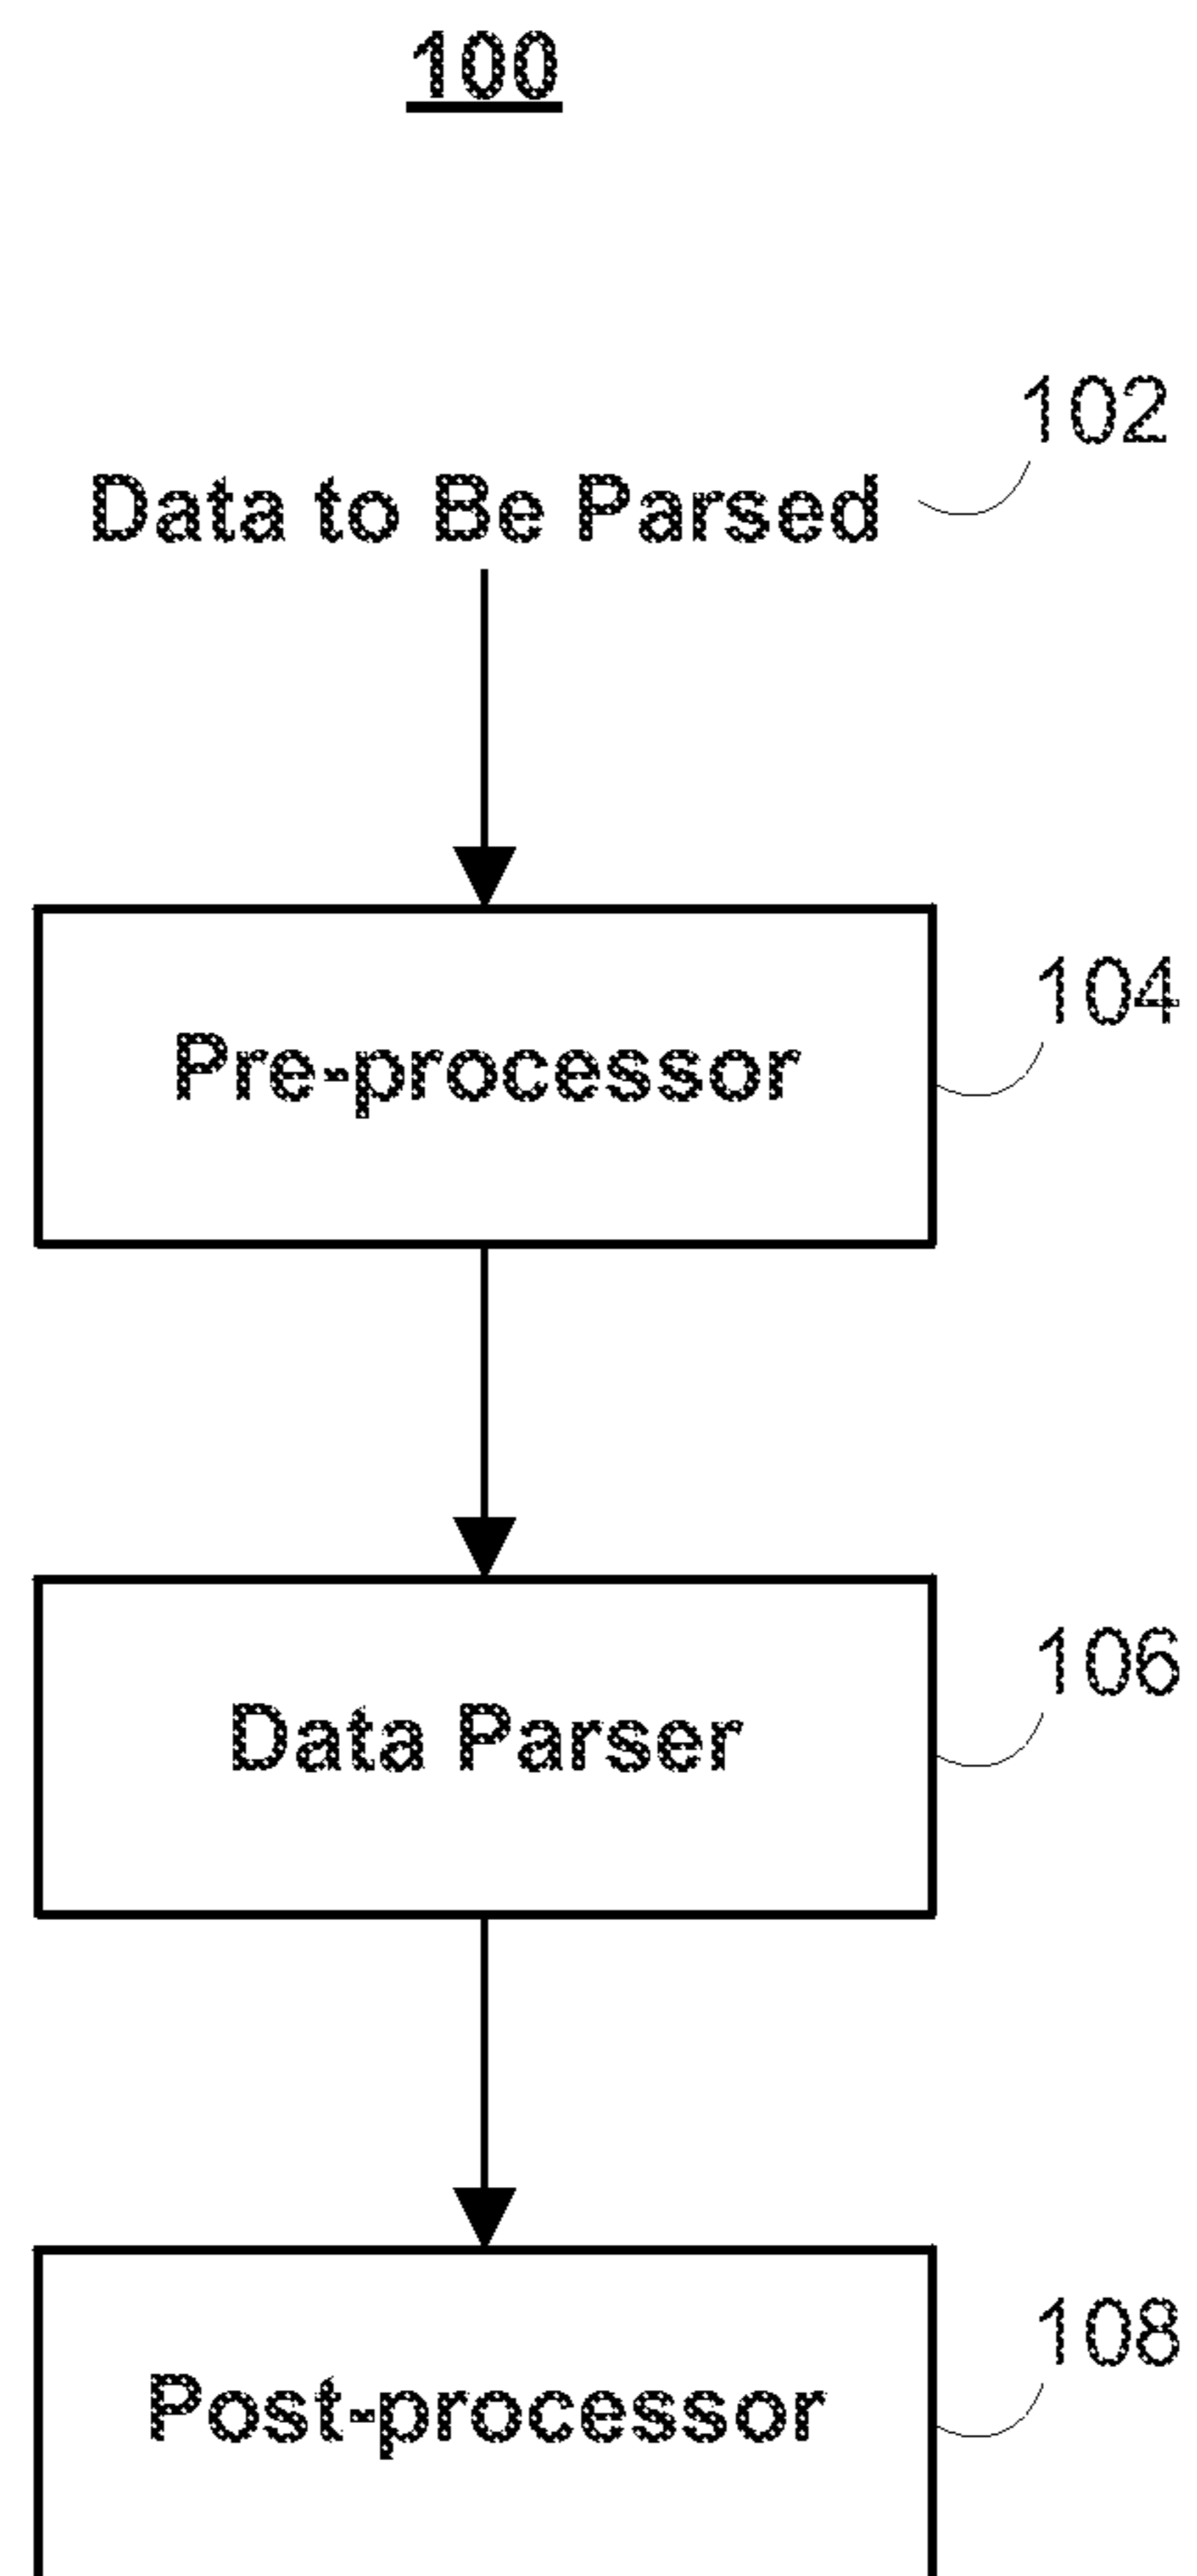 100
102
Data to Be Parsed
104
Pre-processor
106
Data Parser
108
Post-processor